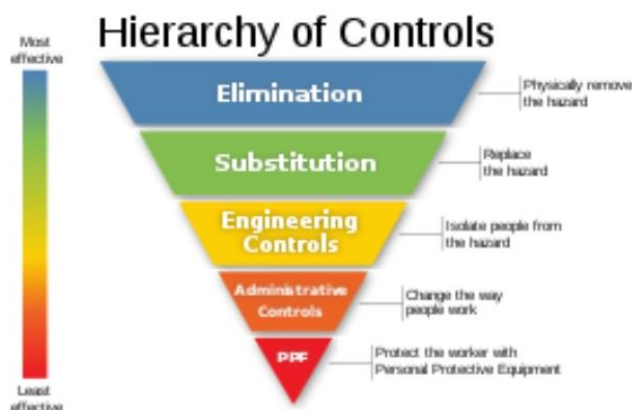 Hierarchy of Controls
Most
effective
Elimination
Physically remove
the hazard
Substitution
Replace
the hazard
Engineering
Controls
Isolate people from
the hazard
Administrative
Controls
Change the way
people work
PPE
Protect the worker with
Personal Protective Equipment
Least
effective